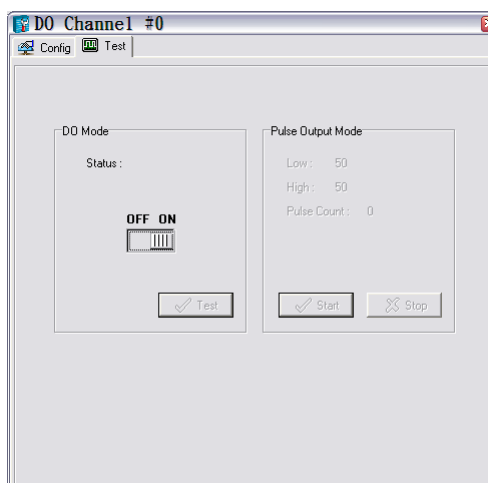 DO Channel #0
Config Test
DO Mode
Status :
OFF ON
Test
Pulse Output Mode
Low : 50
High : 50
Pulse Count : 0
Start Stop